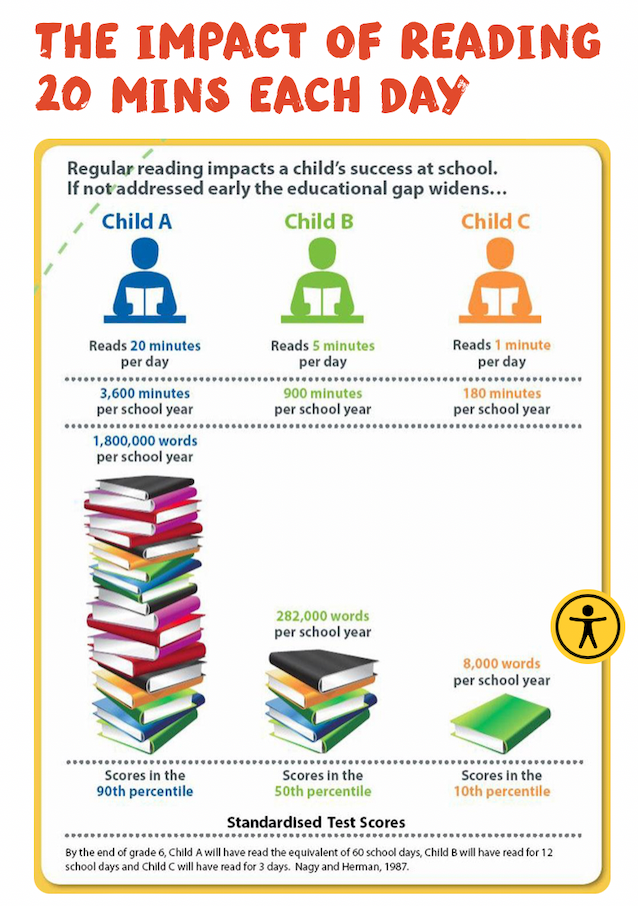 THE IMPACT OF READING
20 MINS EACH DAY
Regular reading impacts a child's success at school.
If not addressed early the educational gap widens...
Child A Child B Child C
Reads 20 minutes Reads 5 minutes Reads 1 minute
per day per day per day
3,600 minutes 900 minutes 180 minutes
per school year per school year per school year
1,800,000 words
per school year
282,000 words
per school year
8,000 words
per school year
Scores in the Scores in the Scores in the
90th percentile 50th percentile 10th percentile
Standardised Test Scores
By the end of grade 6, Child A will have read the equivalent of 60 school days, Child B will have read for 12
school days and Child C will have read for 3 days. Nagy and Herman, 1987.